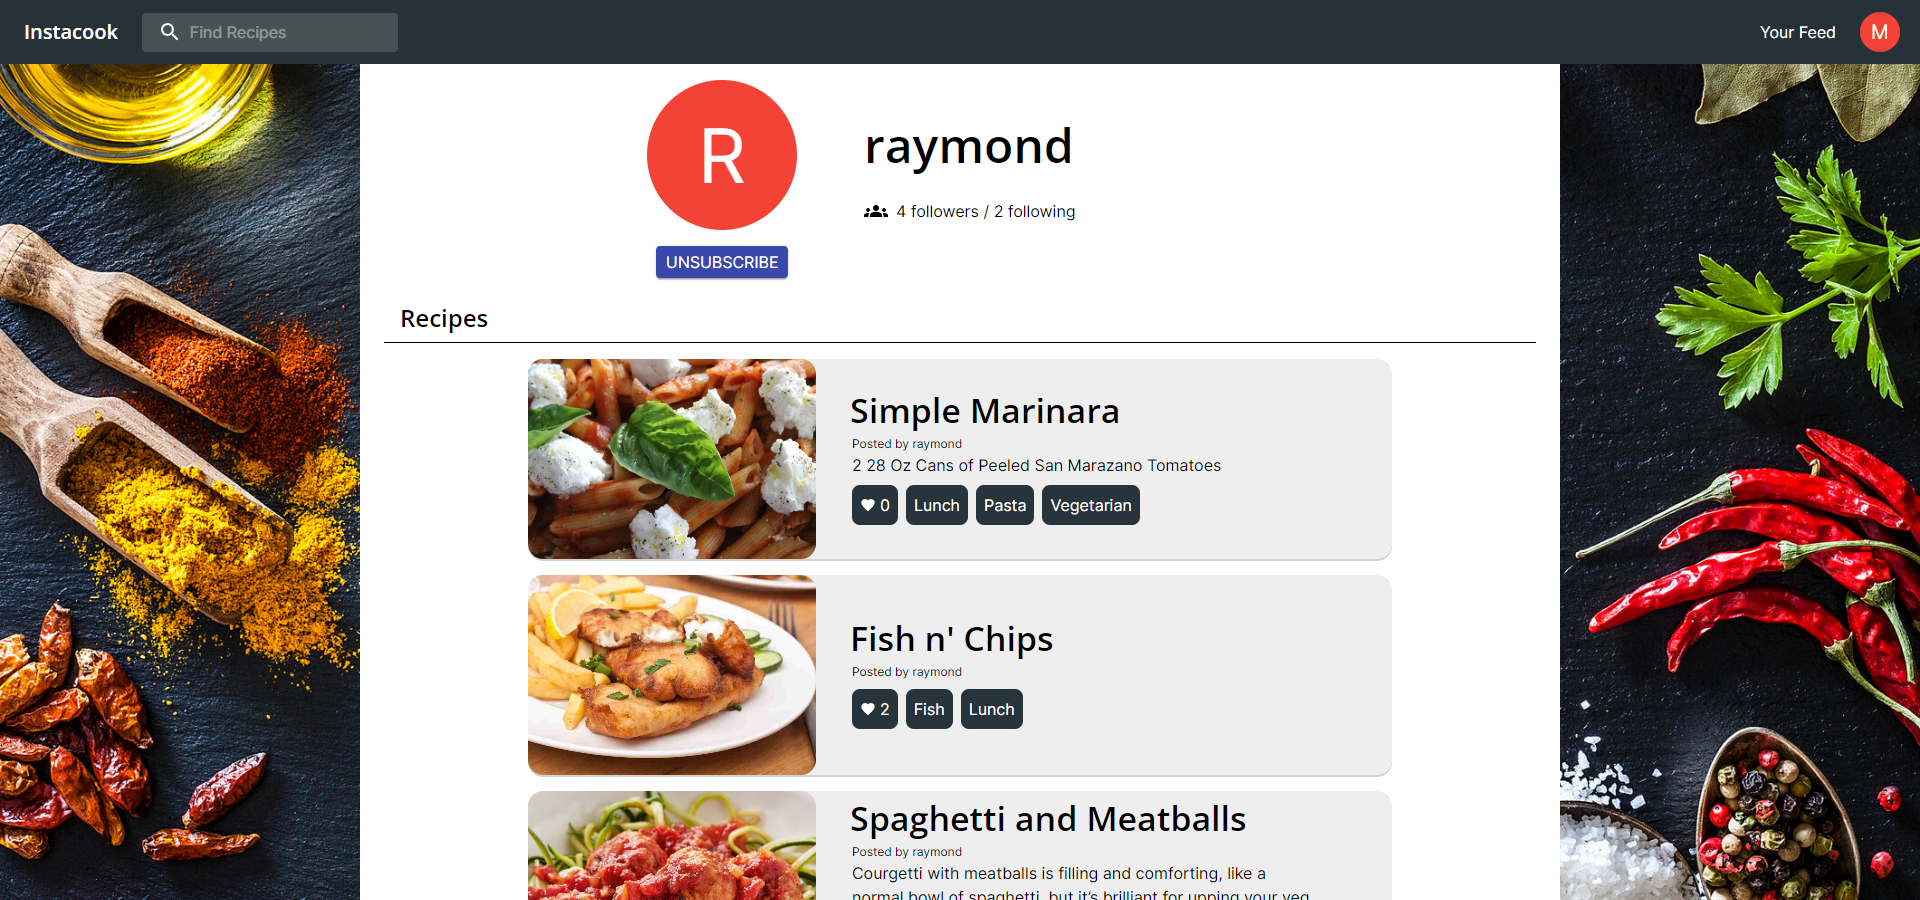 Instacook
Find Recipes
Your Feed
M
R
raymond
4 followers / 2 following
UNSUBSCRIBE
Recipes
Simple Marinara
Posted by raymond
2 28 Oz Cans of Peeled San Marazano Tomatoes
0 Lunch Pasta Vegetarian
Fish n' Chips
Posted by raymond
2 Fish Lunch
Spaghetti and Meatballs
Posted by raymond
Courgetti with meatballs is filling and comforting, like a
normal bowl of spaghetti, but it's brilliant for upping your veg